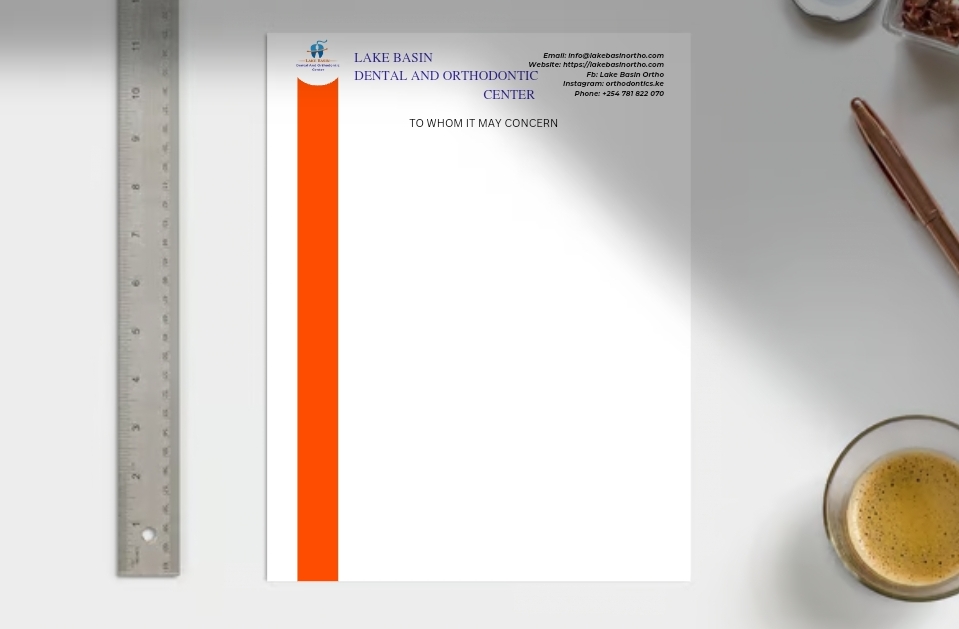 LAKE BASIN
Dental And Orthodontic
Center
LAKE BASIN
DENTAL AND ORTHODONTIC
CENTER
Email: info@lakebasinortho.com
Website: https://lakebasinortho.com
Fb: Lake Basin Ortho
Instagram: orthodontics.ke
Phone: +254 781 822 070
TO WHOM IT MAY CONCERN
11
10
9
8
7
6
5
4
3
2
1